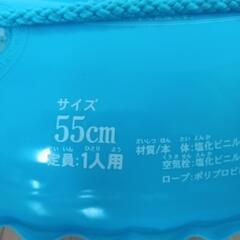 サイズ
55cm
定員:1人用
材質/本 体:塩化ビニル
空気栓:塩化ビニル
ロープ:ポリプロピ